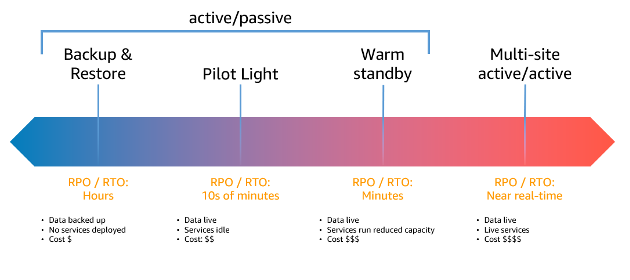 active/passive
Backup &
Restore
Pilot Light
Warm
standby
Multi-site
active/active
RPO / RTO:
Hours
• Data backed up
• No services deployed
• Cost $
RPO / RTO:
10s of minutes
• Data live
• Services idle
• Cost: $$
RPO / RTO:
Minutes
• Data live
• Services run reduced capacity
• Cost $$$
RPO / RTO:
Near real-time
• Data live
• Live services
• Cost $$$$